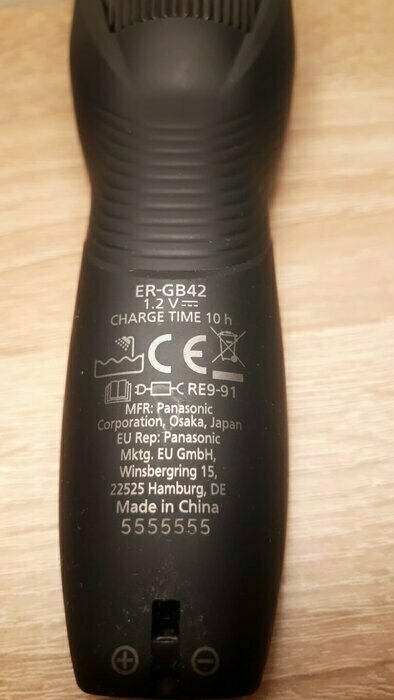 ER-GB42
1.2 V⎓
CHARGE TIME 10 h
CE
RE9-91
MFR: Panasonic
Corporation, Osaka, Japan
EU Rep: Panasonic
Mktg. EU GmbH,
Winsbergring 15,
22525 Hamburg, DE
Made in China
5555555
+ −